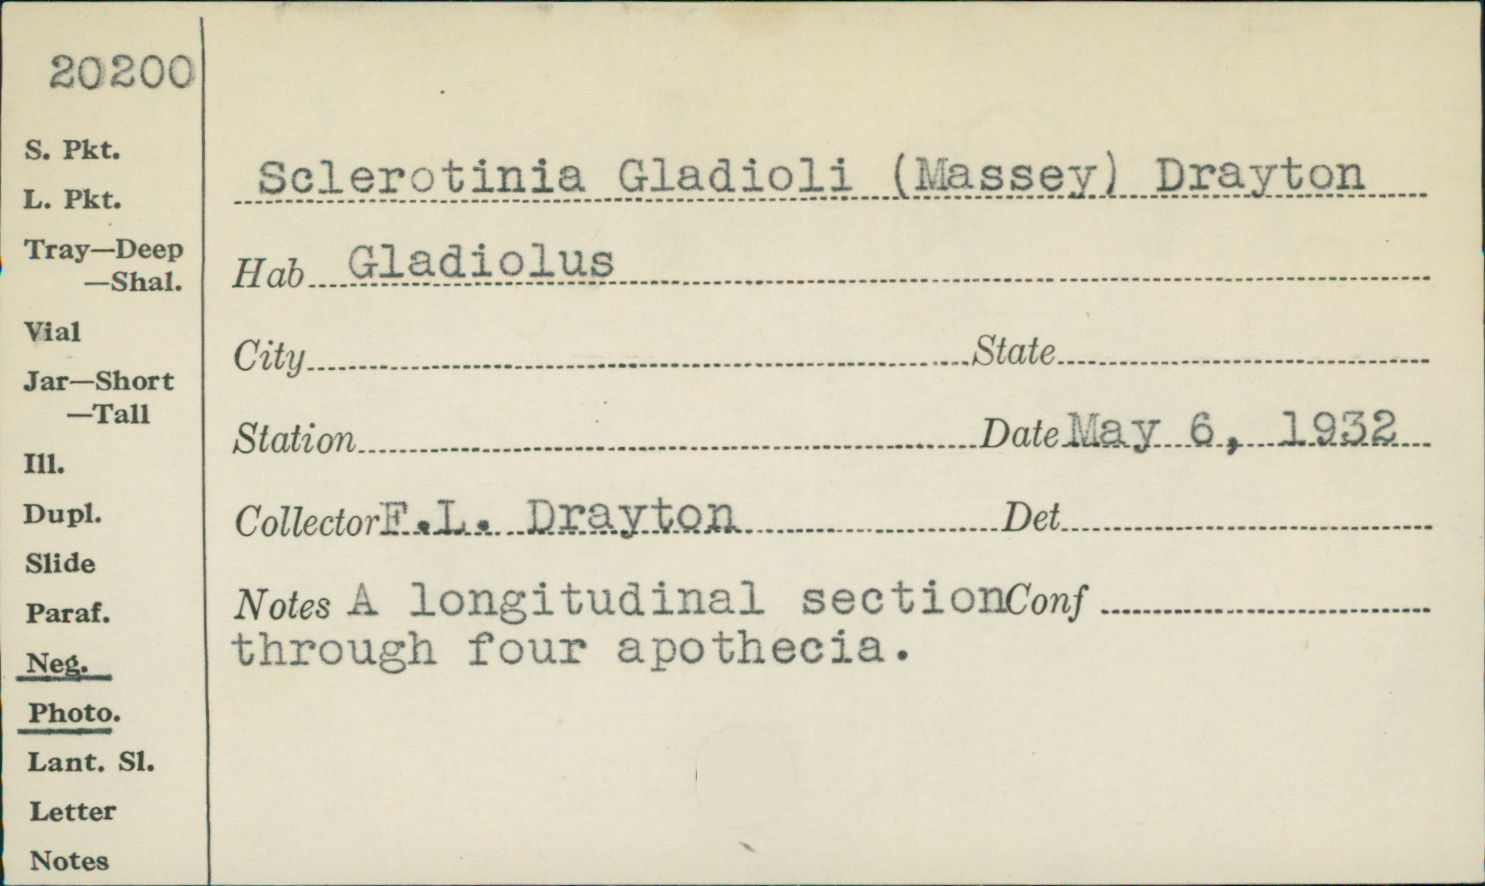 20200
S. Pkt.
L. Pkt.
Tray—Deep
—Shal.
Vial
Jar—Short
—Tall
Ill.
Dupl.
Slide
Paraf.
Neg.
Photo.
Lant. Sl.
Letter
Notes
Sclerotinia Gladioli (Massey) Drayton
Hab Gladiolus
City State
Station Date May 6, 1932
Collector F.L. Drayton Det
Notes A longitudinal section Conf
through four apothecia.